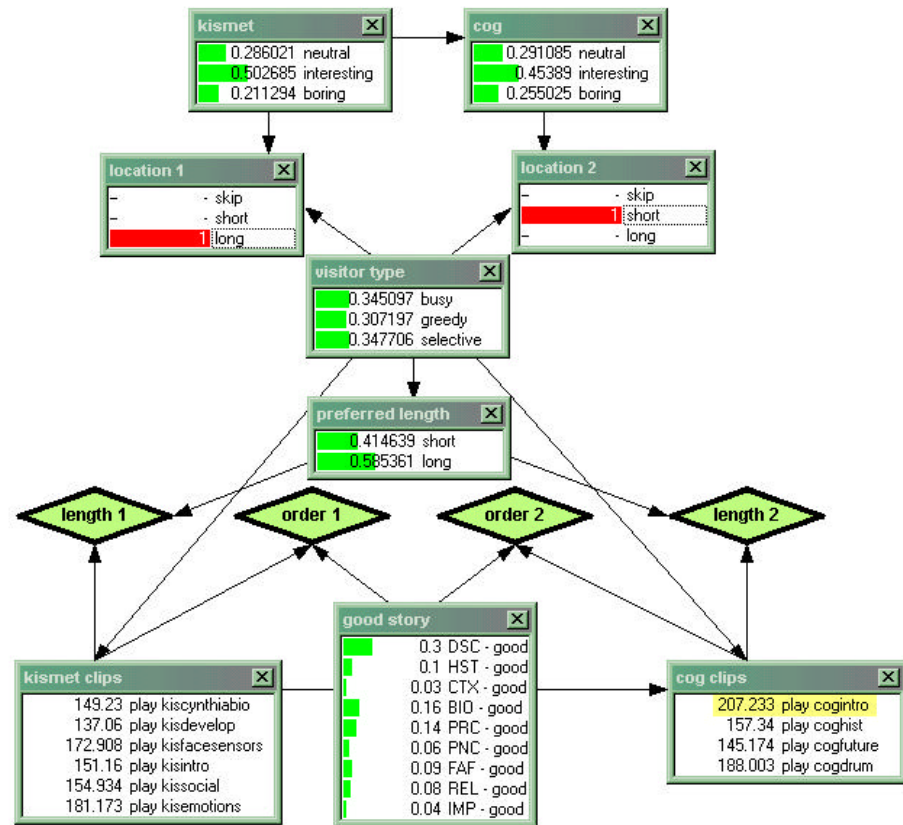 kismet
0.286021 neutral
0.502685 interesting
0.211294 boring
cog
0.291085 neutral
0.45389 interesting
0.255025 boring
location 1
- - skip
- - short
1 long
location 2
- - skip
1 short
- - long
visitor type
0.345097 busy
0.307197 greedy
0.347706 selective
preferred length
0.414639 short
0.585361 long
length 1
order 1
order 2
length 2
kismet clips
149.23 play kiscynthiabio
137.06 play kisdevelop
172.908 play kisfacesensors
151.16 play kisintro
154.934 play kissocial
181.173 play kisemotions
good story
0.3 DSC - good
0.1 HST - good
0.03 CTX - good
0.16 BIO - good
0.14 PRC - good
0.06 PNC - good
0.09 FAF - good
0.08 REL - good
0.04 IMP - good
cog clips
207.233 play cogintro
157.34 play coghist
145.174 play cogfuture
188.003 play cogdrum